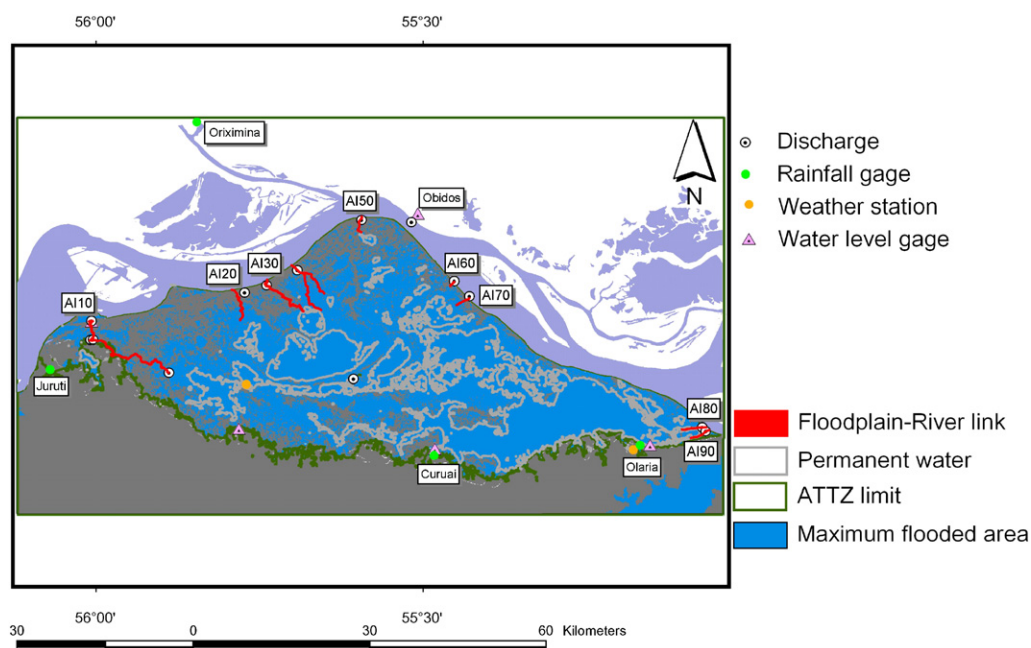 56°00'
55°30'
Oriximina
N
Discharge
Rainfall gage
Weather station
Water level gage
AI50
Obidos
AI20
AI30
AI60
AI70
AI10
Juruti
AI80
AI90
Curuai
Olaria
Floodplain-River link
Permanent water
ATTZ limit
Maximum flooded area
56°00'
55°30'
30
0
30
60
Kilometers